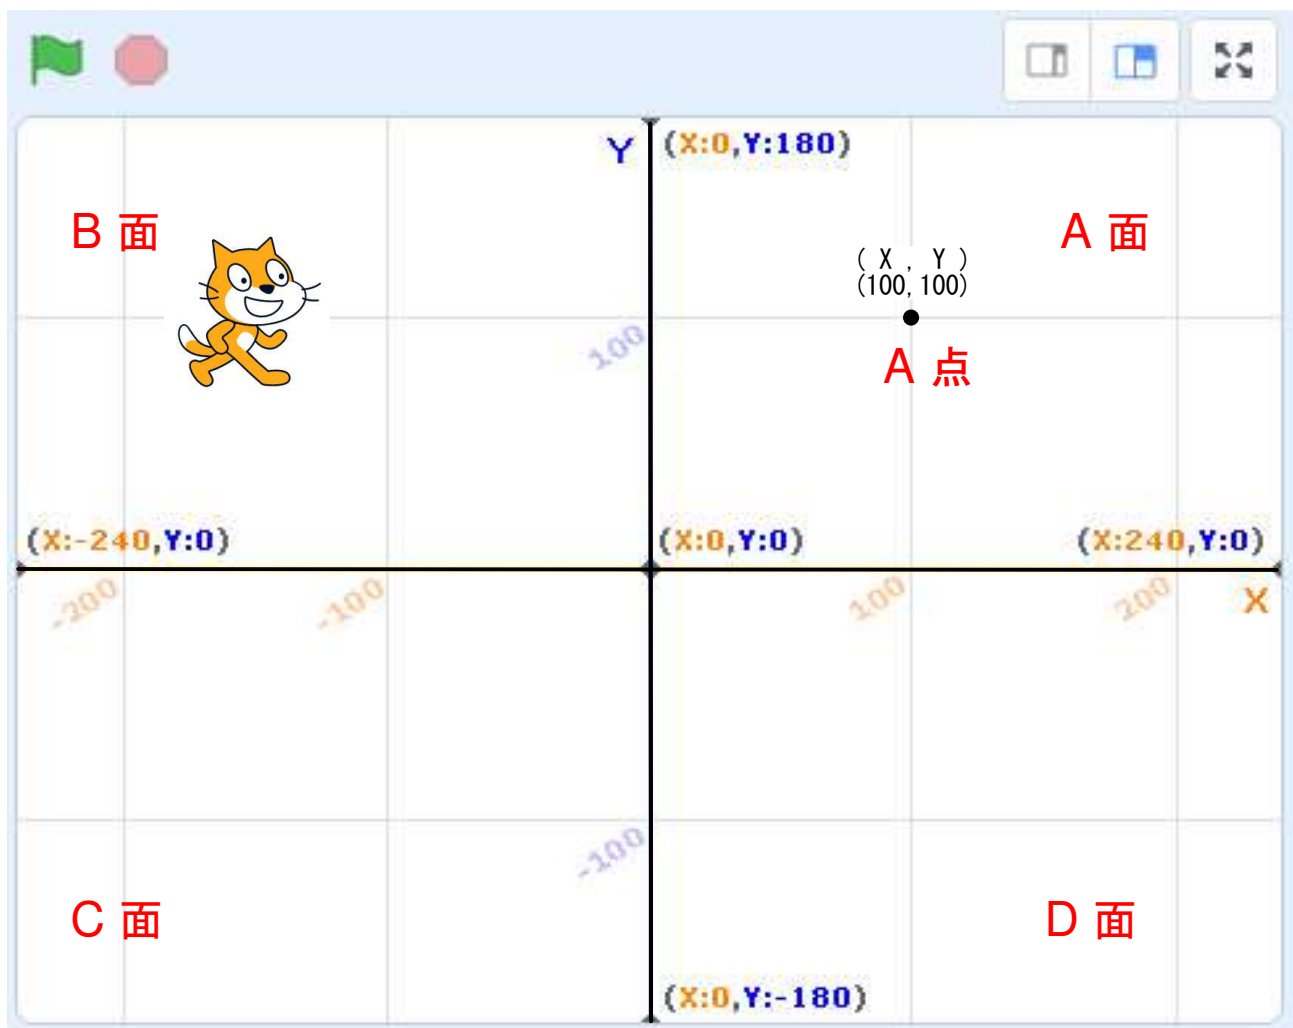 Y
(X:0,Y:180)
B 面
A 面
( X , Y )
(100,100)
100
A 点
(X:-240,Y:0)
(X:0,Y:0)
(X:240,Y:0)
-200
-100
100
200
X
-100
C 面
D 面
(X:0,Y:-180)